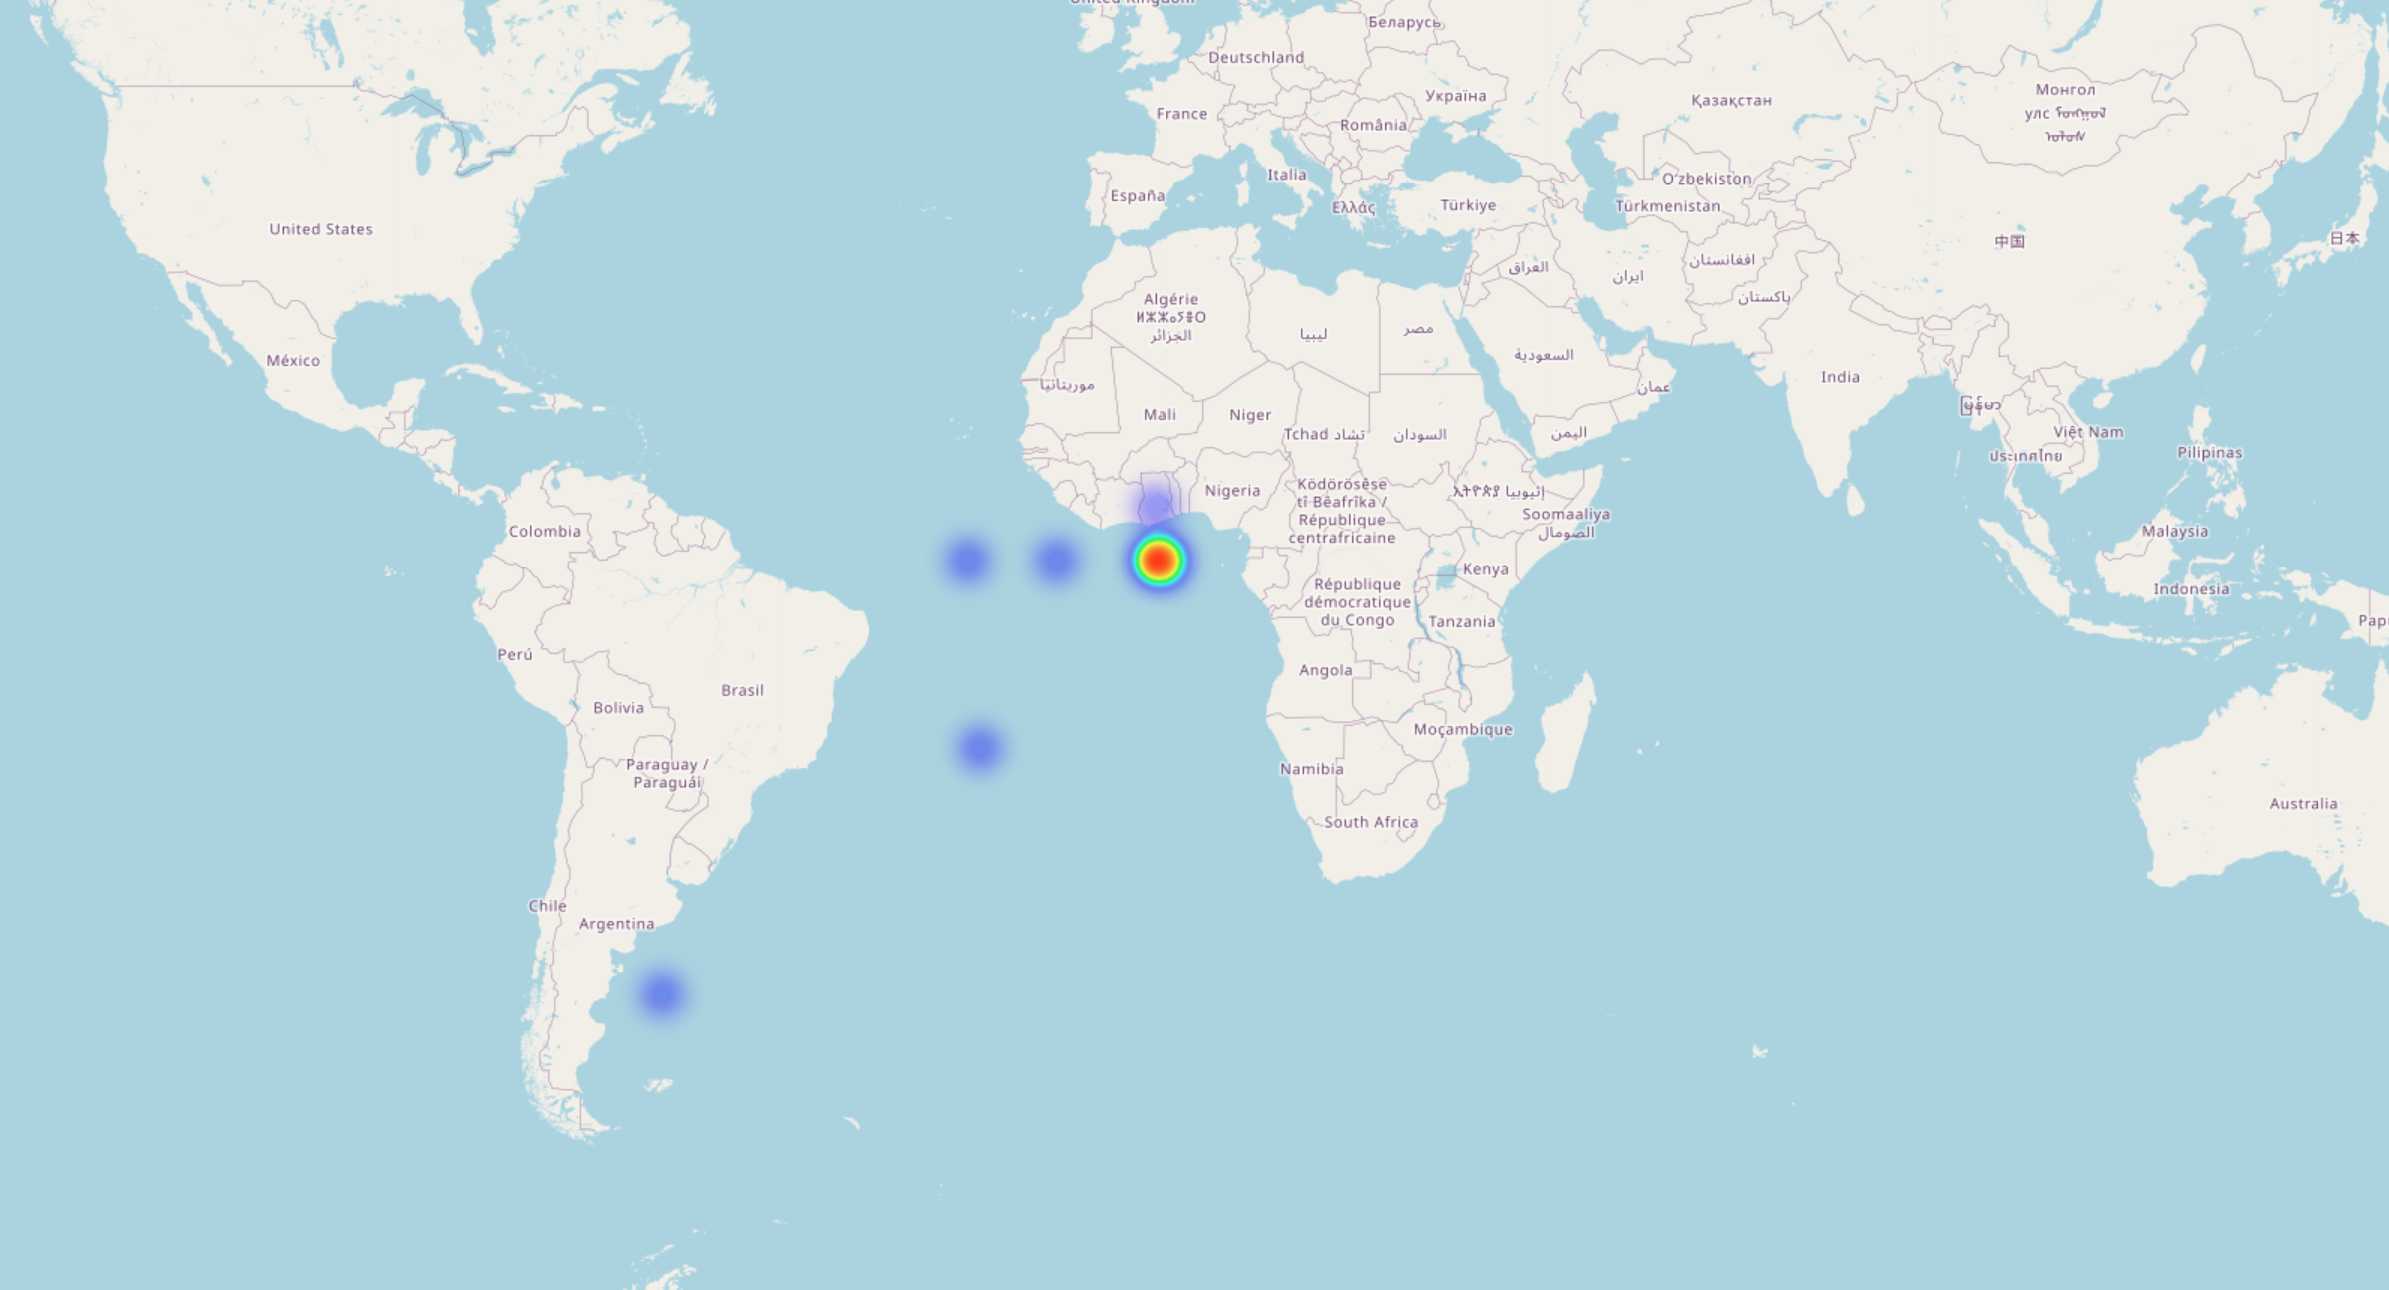 United Kingdom
Беларусь
Deutschland
Україна
Қазақстан
Монгол
улс
France
România
Italia
España
Ελλάς
Türkiye
Oʻzbekiston
Türkmenistan
中国
日本
United States
México
Algérie
ⵍⵣⵣⴰⵢⴻⵔ
الجزائر
ليبيا
مصر
العراق
ایران
افغانستان
پاکستان
السعودية
عمان
اليمن
India
မြန်မာ
Việt Nam
ประเทศไทย
Pilipinas
موريتانيا
Mali
Niger
Tchad تشاد
السودان
Nigeria
Ködörösêse
tî Bêafrîka /
République
centrafricaine
ኢትዮጵያ إثيوبيا
Soomaaliya
الصومال
Malaysia
Indonesia
Colombia
Kenya
République
démocratique
du Congo
Tanzania
Perú
Brasil
Bolivia
Angola
Moçambique
Paraguay /
Paraguái
Namibia
South Africa
Australia
Chile
Argentina